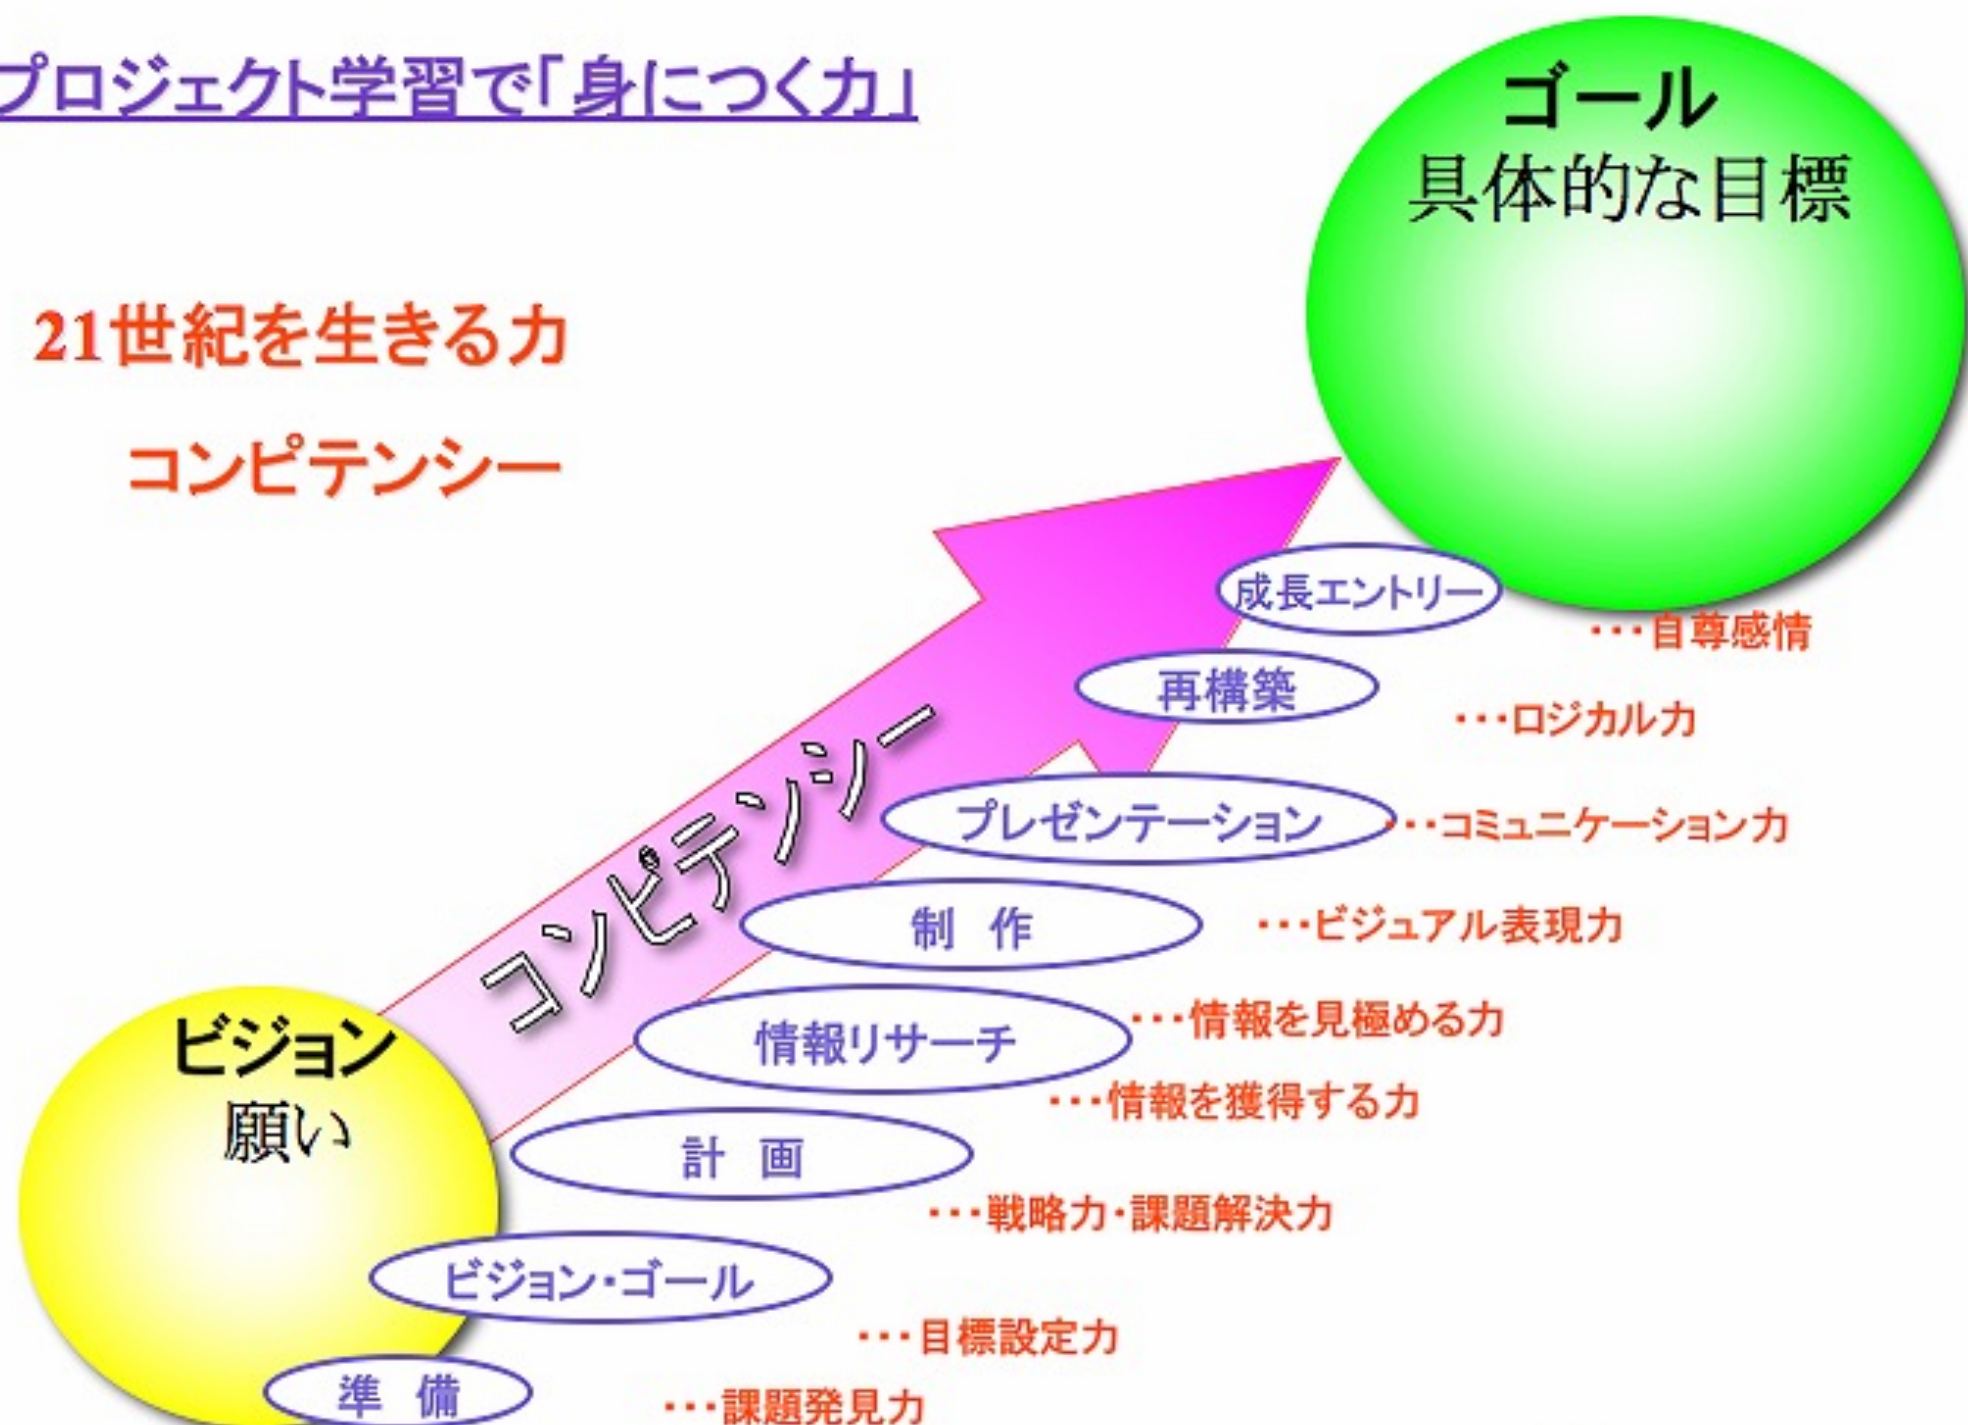 プロジェクト学習で「身につく力」
21世紀を生きる力
コンピテンシー
ゴール
具体的な目標
成長エントリー
・・・自尊感情
再構築
・・・ロジカル力
コンピテンシー
プレゼンテーション
・・・コミュニケーション力
制 作
・・・ビジュアル表現力
情報リサーチ
・・・情報を見極める力
・・・情報を獲得する力
ビジョン
願い
計 画
・・・戦略力・課題解決力
ビジョン・ゴール
・・・目標設定力
準 備
・・・課題発見力